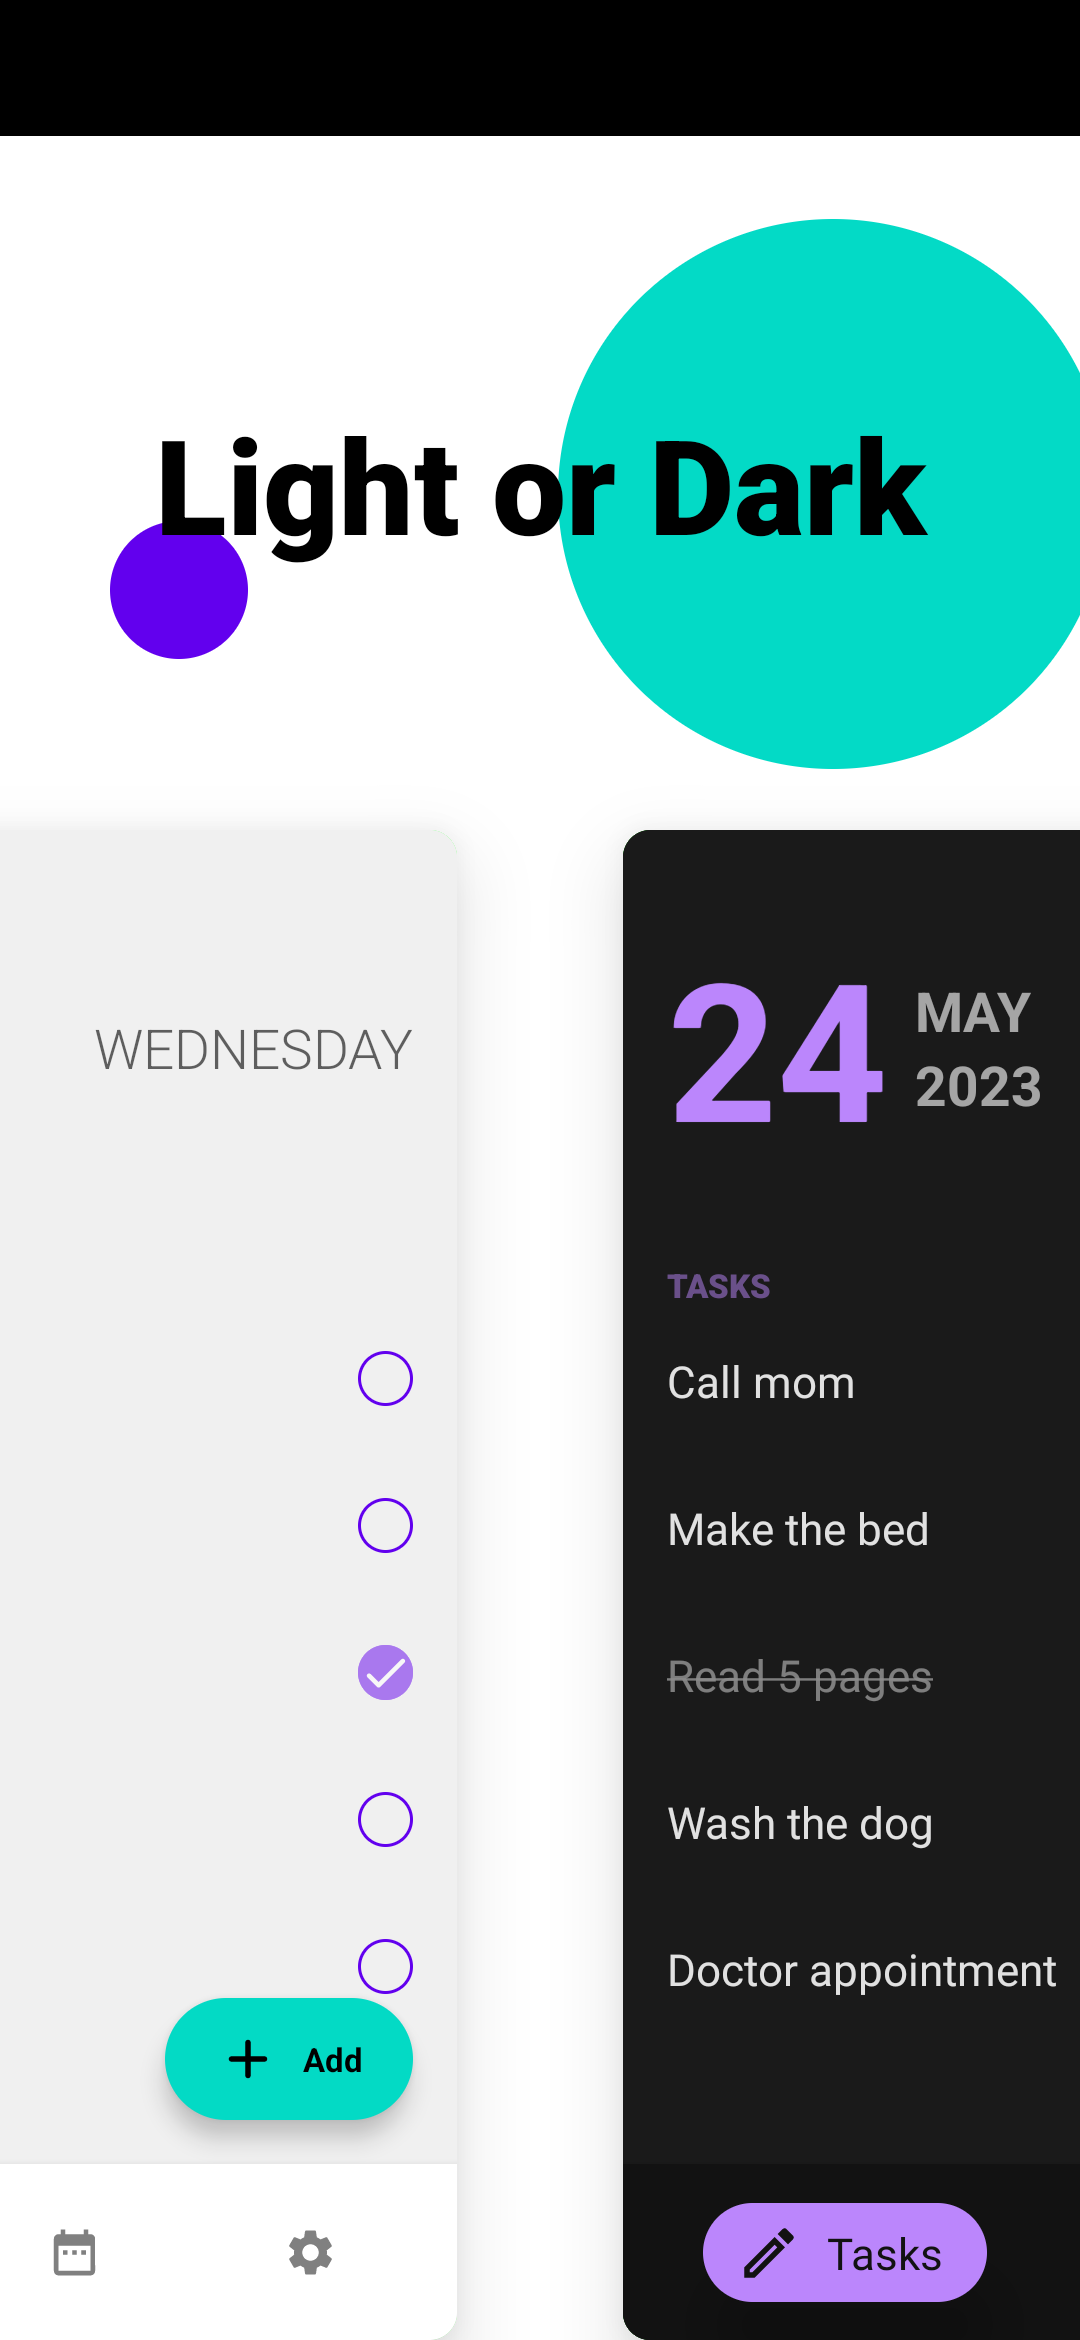 Light or Dark
WEDNESDAY
Add
24
MAY
2023
TASKS
Call mom
Make the bed
Read 5 pages
Wash the dog
Doctor appointment
Tasks